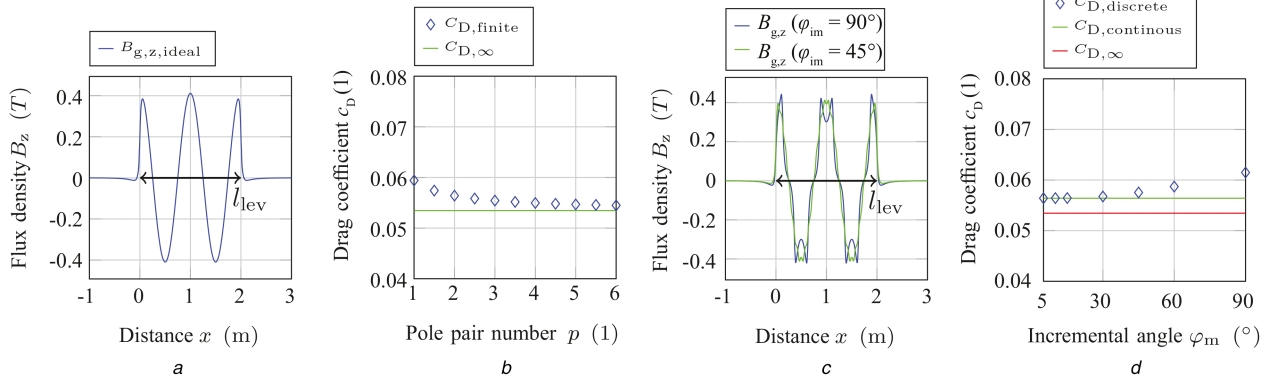 B_g,z,ideal
0.4
0.2
0
-0.2
-0.4
-1 0 1 2 3
l_lev
Flux density B_z (T)
Distance x (m)
a
C_D,finite
C_D,∞
0.08
0.07
0.06
0.05
0.04
1 2 3 4 5 6
Drag coefficient c_D (1)
Pole pair number p (1)
b
B_g,z (φ_im = 90°)
B_g,z (φ_im = 45°)
0.4
0.2
0
-0.2
-0.4
-1 0 1 2 3
l_lev
Flux density B_z (T)
Distance x (m)
c
C_D,discrete
C_D,continous
C_D,∞
0.08
0.07
0.06
0.05
0.04
5 30 60 90
Drag coefficient c_D (1)
Incremental angle φ_m (°)
d